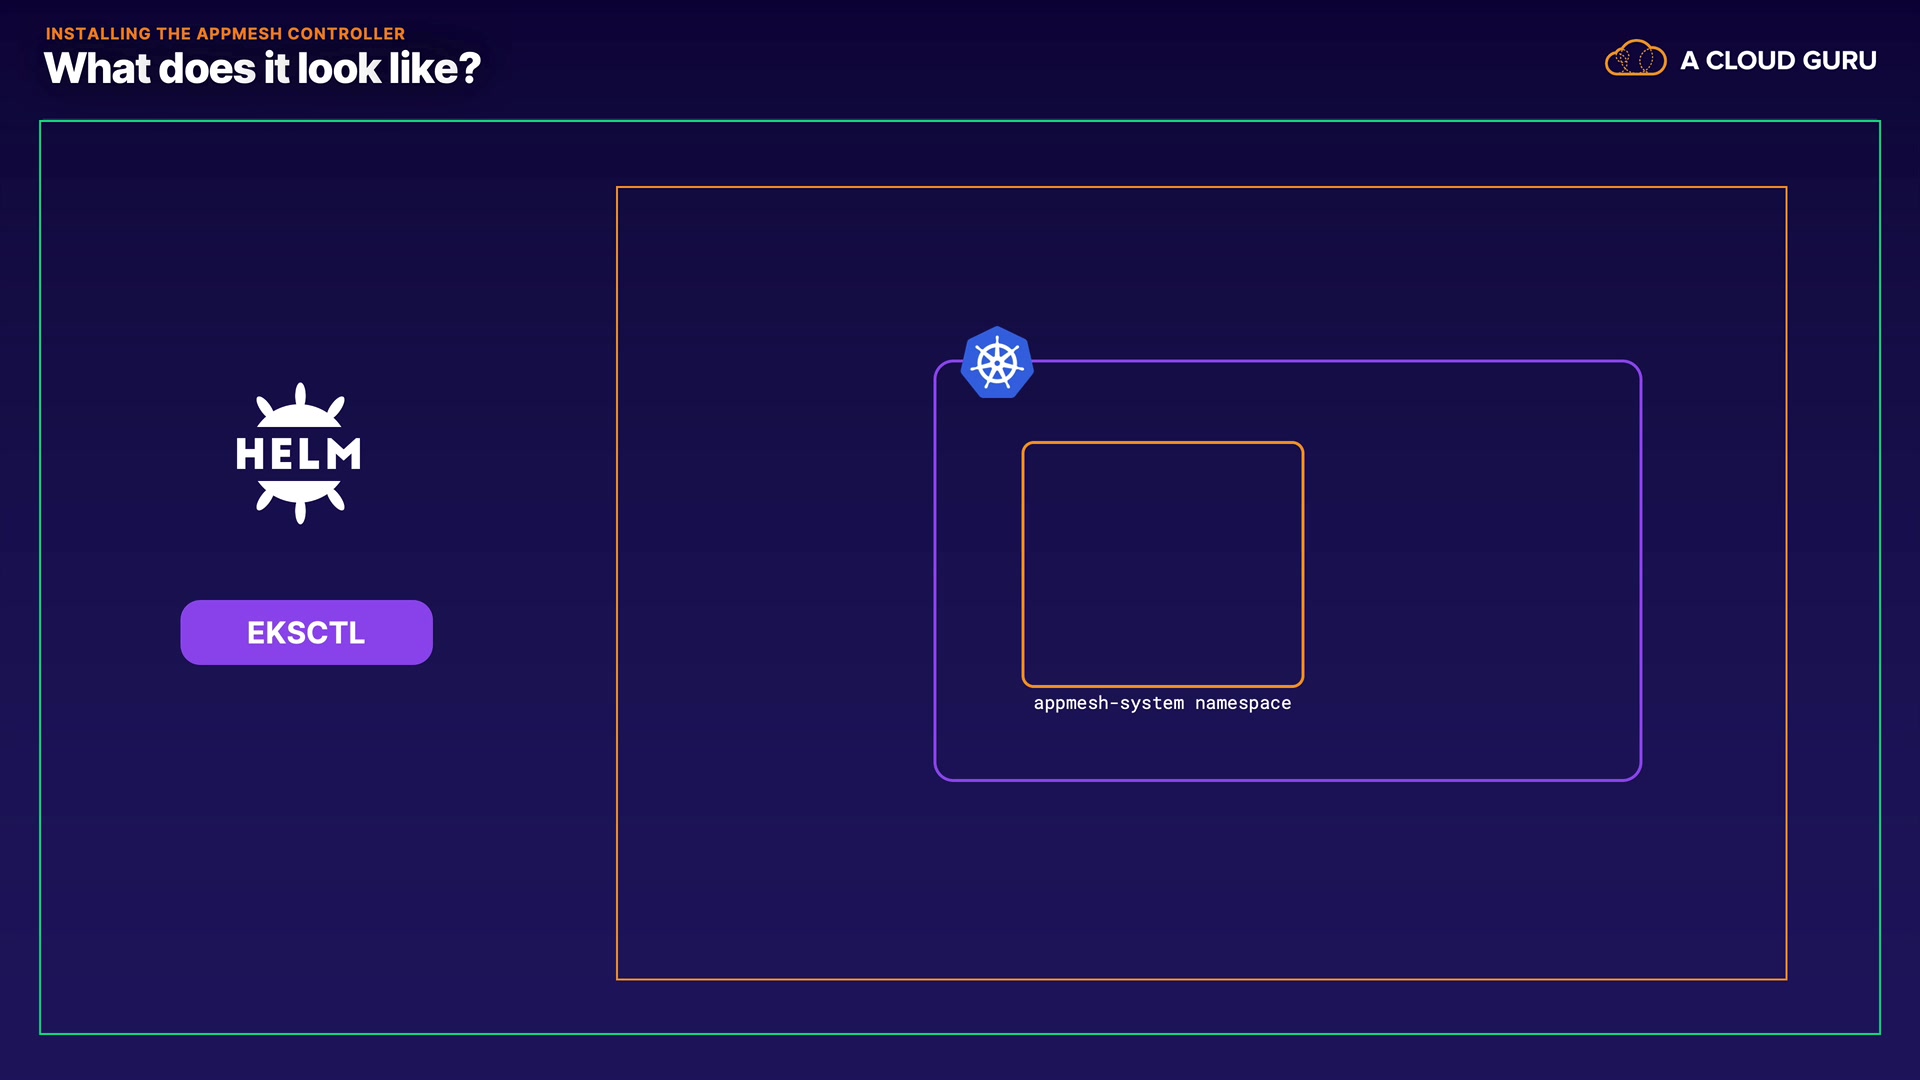 INSTALLING THE APPMESH CONTROLLER
What does it look like?
A CLOUD GURU
HELM
EKSCTL
appmesh-system namespace